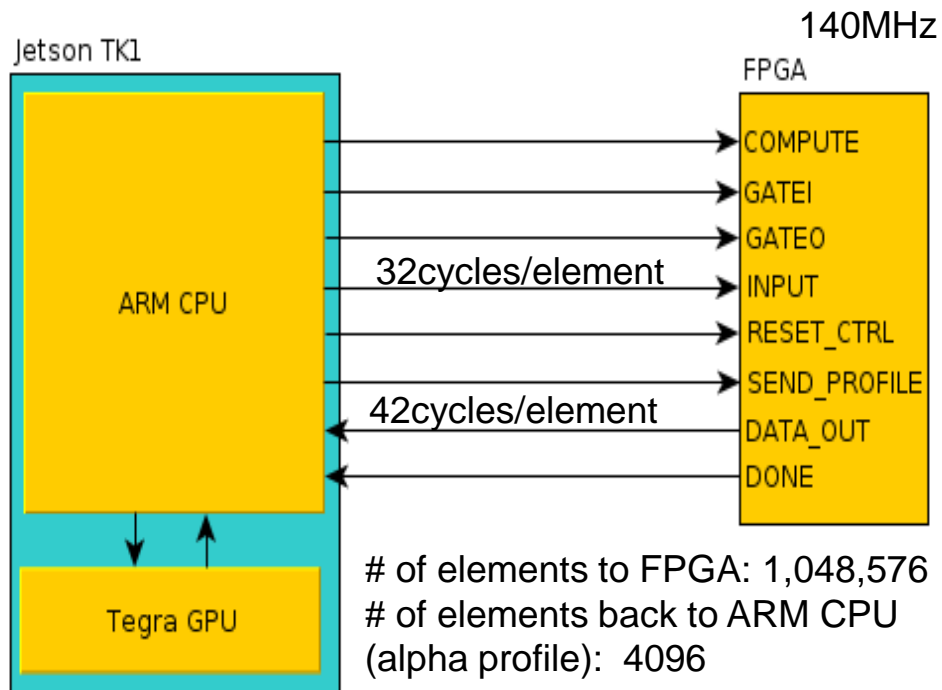 140MHz
Jetson TK1
FPGA
COMPUTE
GATEI
GATEO
32cycles/element
INPUT
ARM CPU
RESET_CTRL
SEND_PROFILE
42cycles/element
DATA_OUT
DONE
# of elements to FPGA: 1,048,576
# of elements back to ARM CPU
(alpha profile): 4096
Tegra GPU